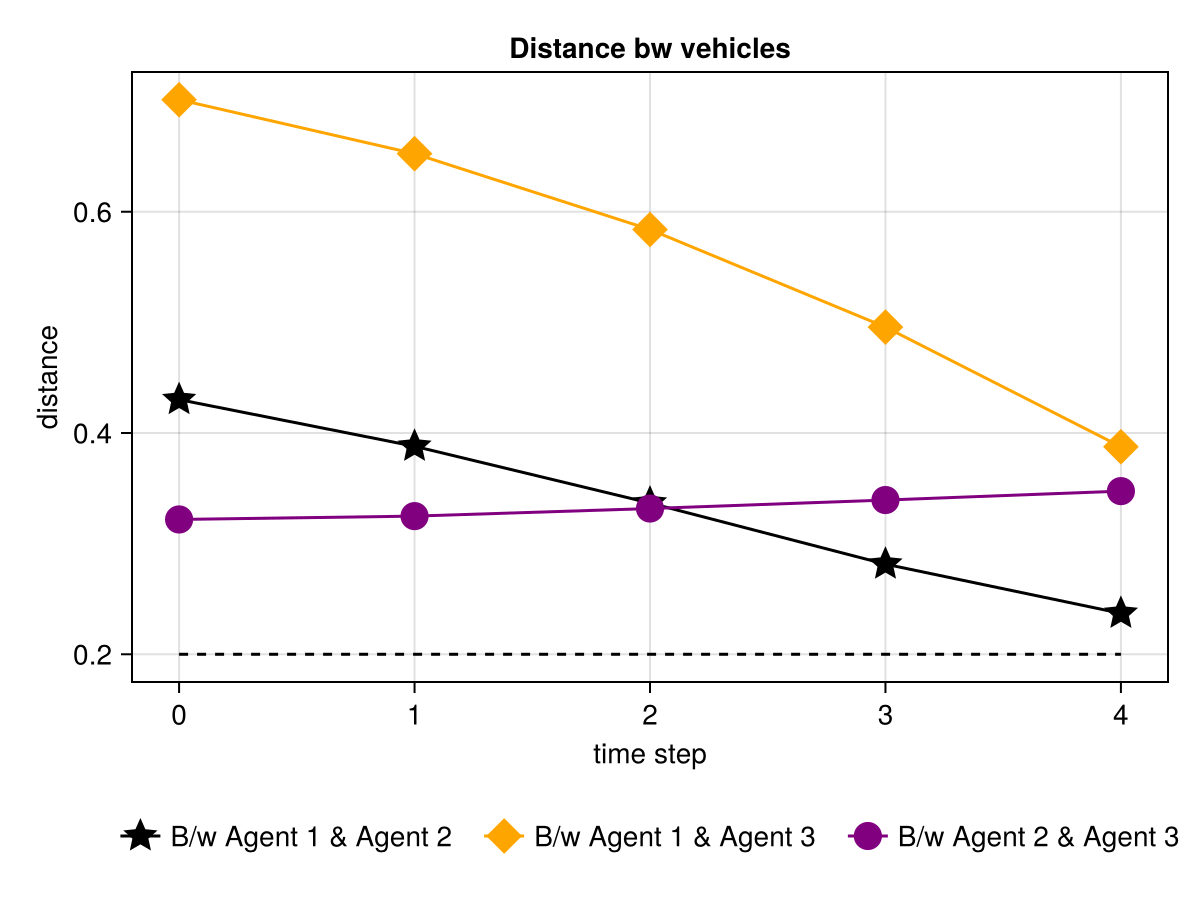 Distance bw vehicles
0.6
0.4
0.2
distance
0 1 2 3 4
time step
B/w Agent 1 & Agent 2 B/w Agent 1 & Agent 3 B/w Agent 2 & Agent 3